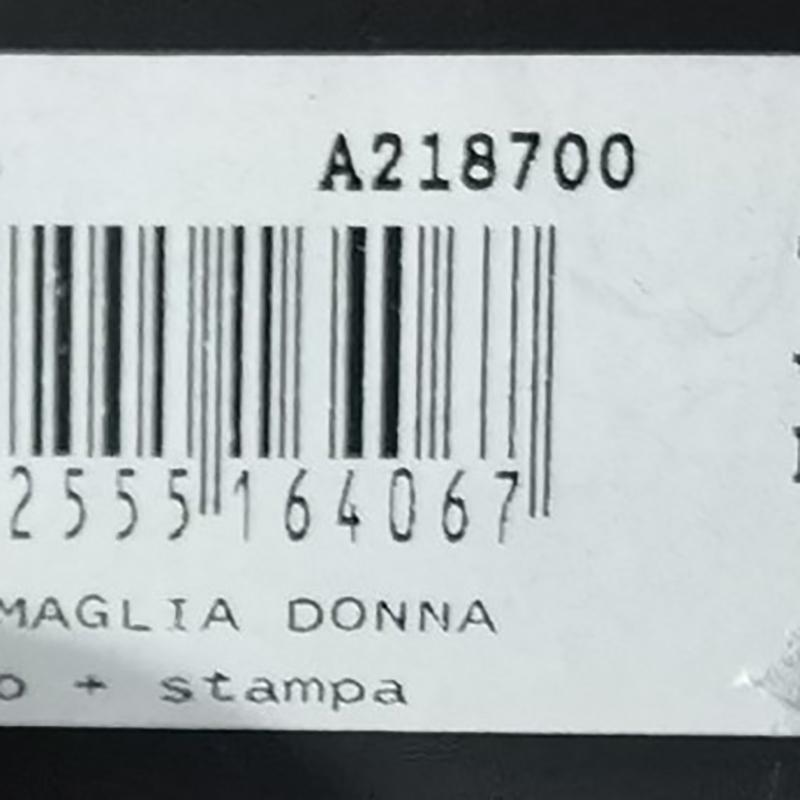 A218700
2555 164067
MAGLIA DONNA
o + stampa